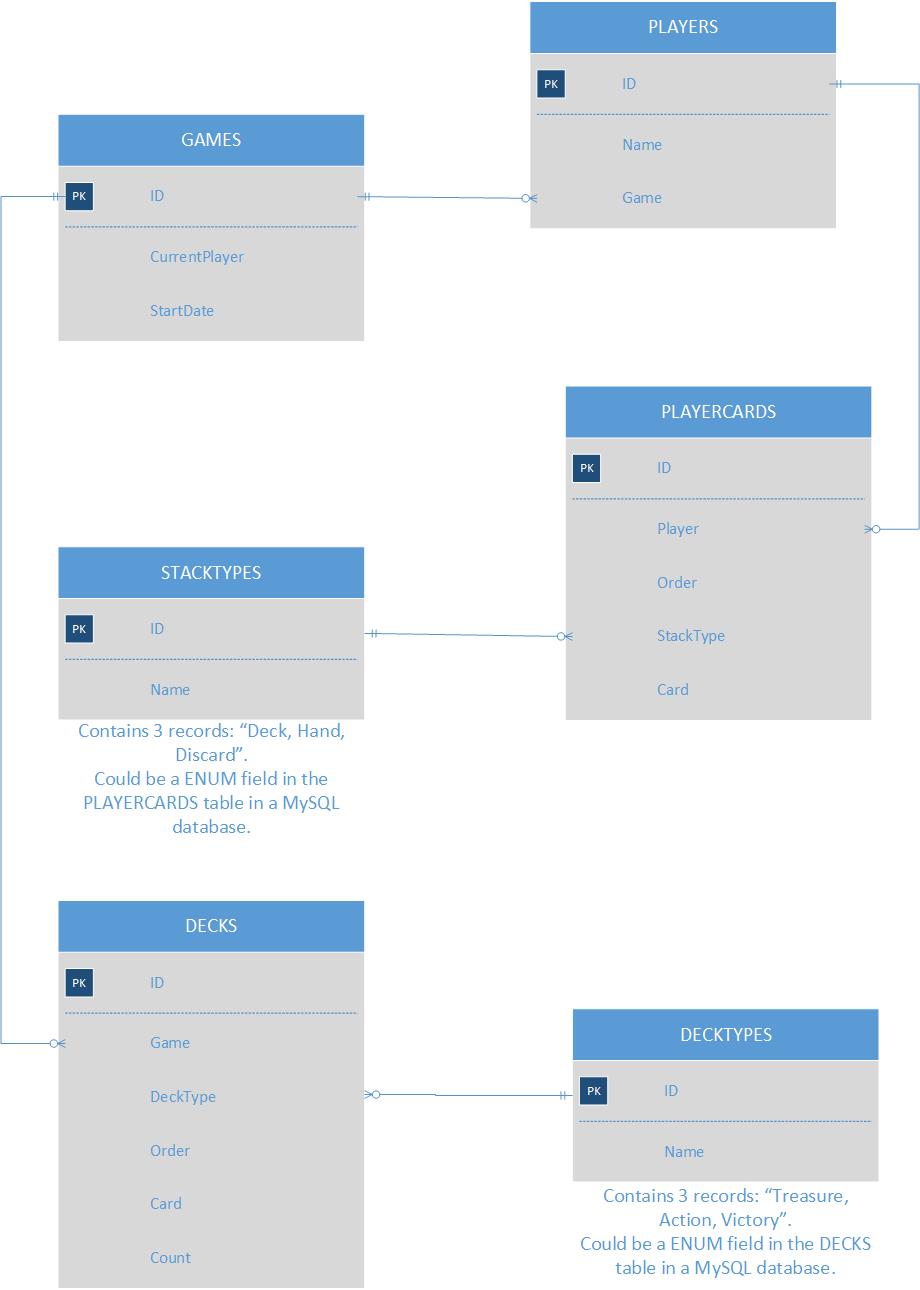 PLAYERS
PK ID
Name
Game
GAMES
PK ID
CurrentPlayer
StartDate
PLAYERCARDS
PK ID
Player
Order
StackType
Card
STACKTYPES
PK ID
Name
Contains 3 records: “Deck, Hand,
Discard”.
Could be a ENUM field in the
PLAYERCARDS table in a MySQL
database.
DECKS
PK ID
Game
DeckType
Order
Card
Count
DECKTYPES
PK ID
Name
Contains 3 records: “Treasure,
Action, Victory”.
Could be a ENUM field in the DECKS
table in a MySQL database.